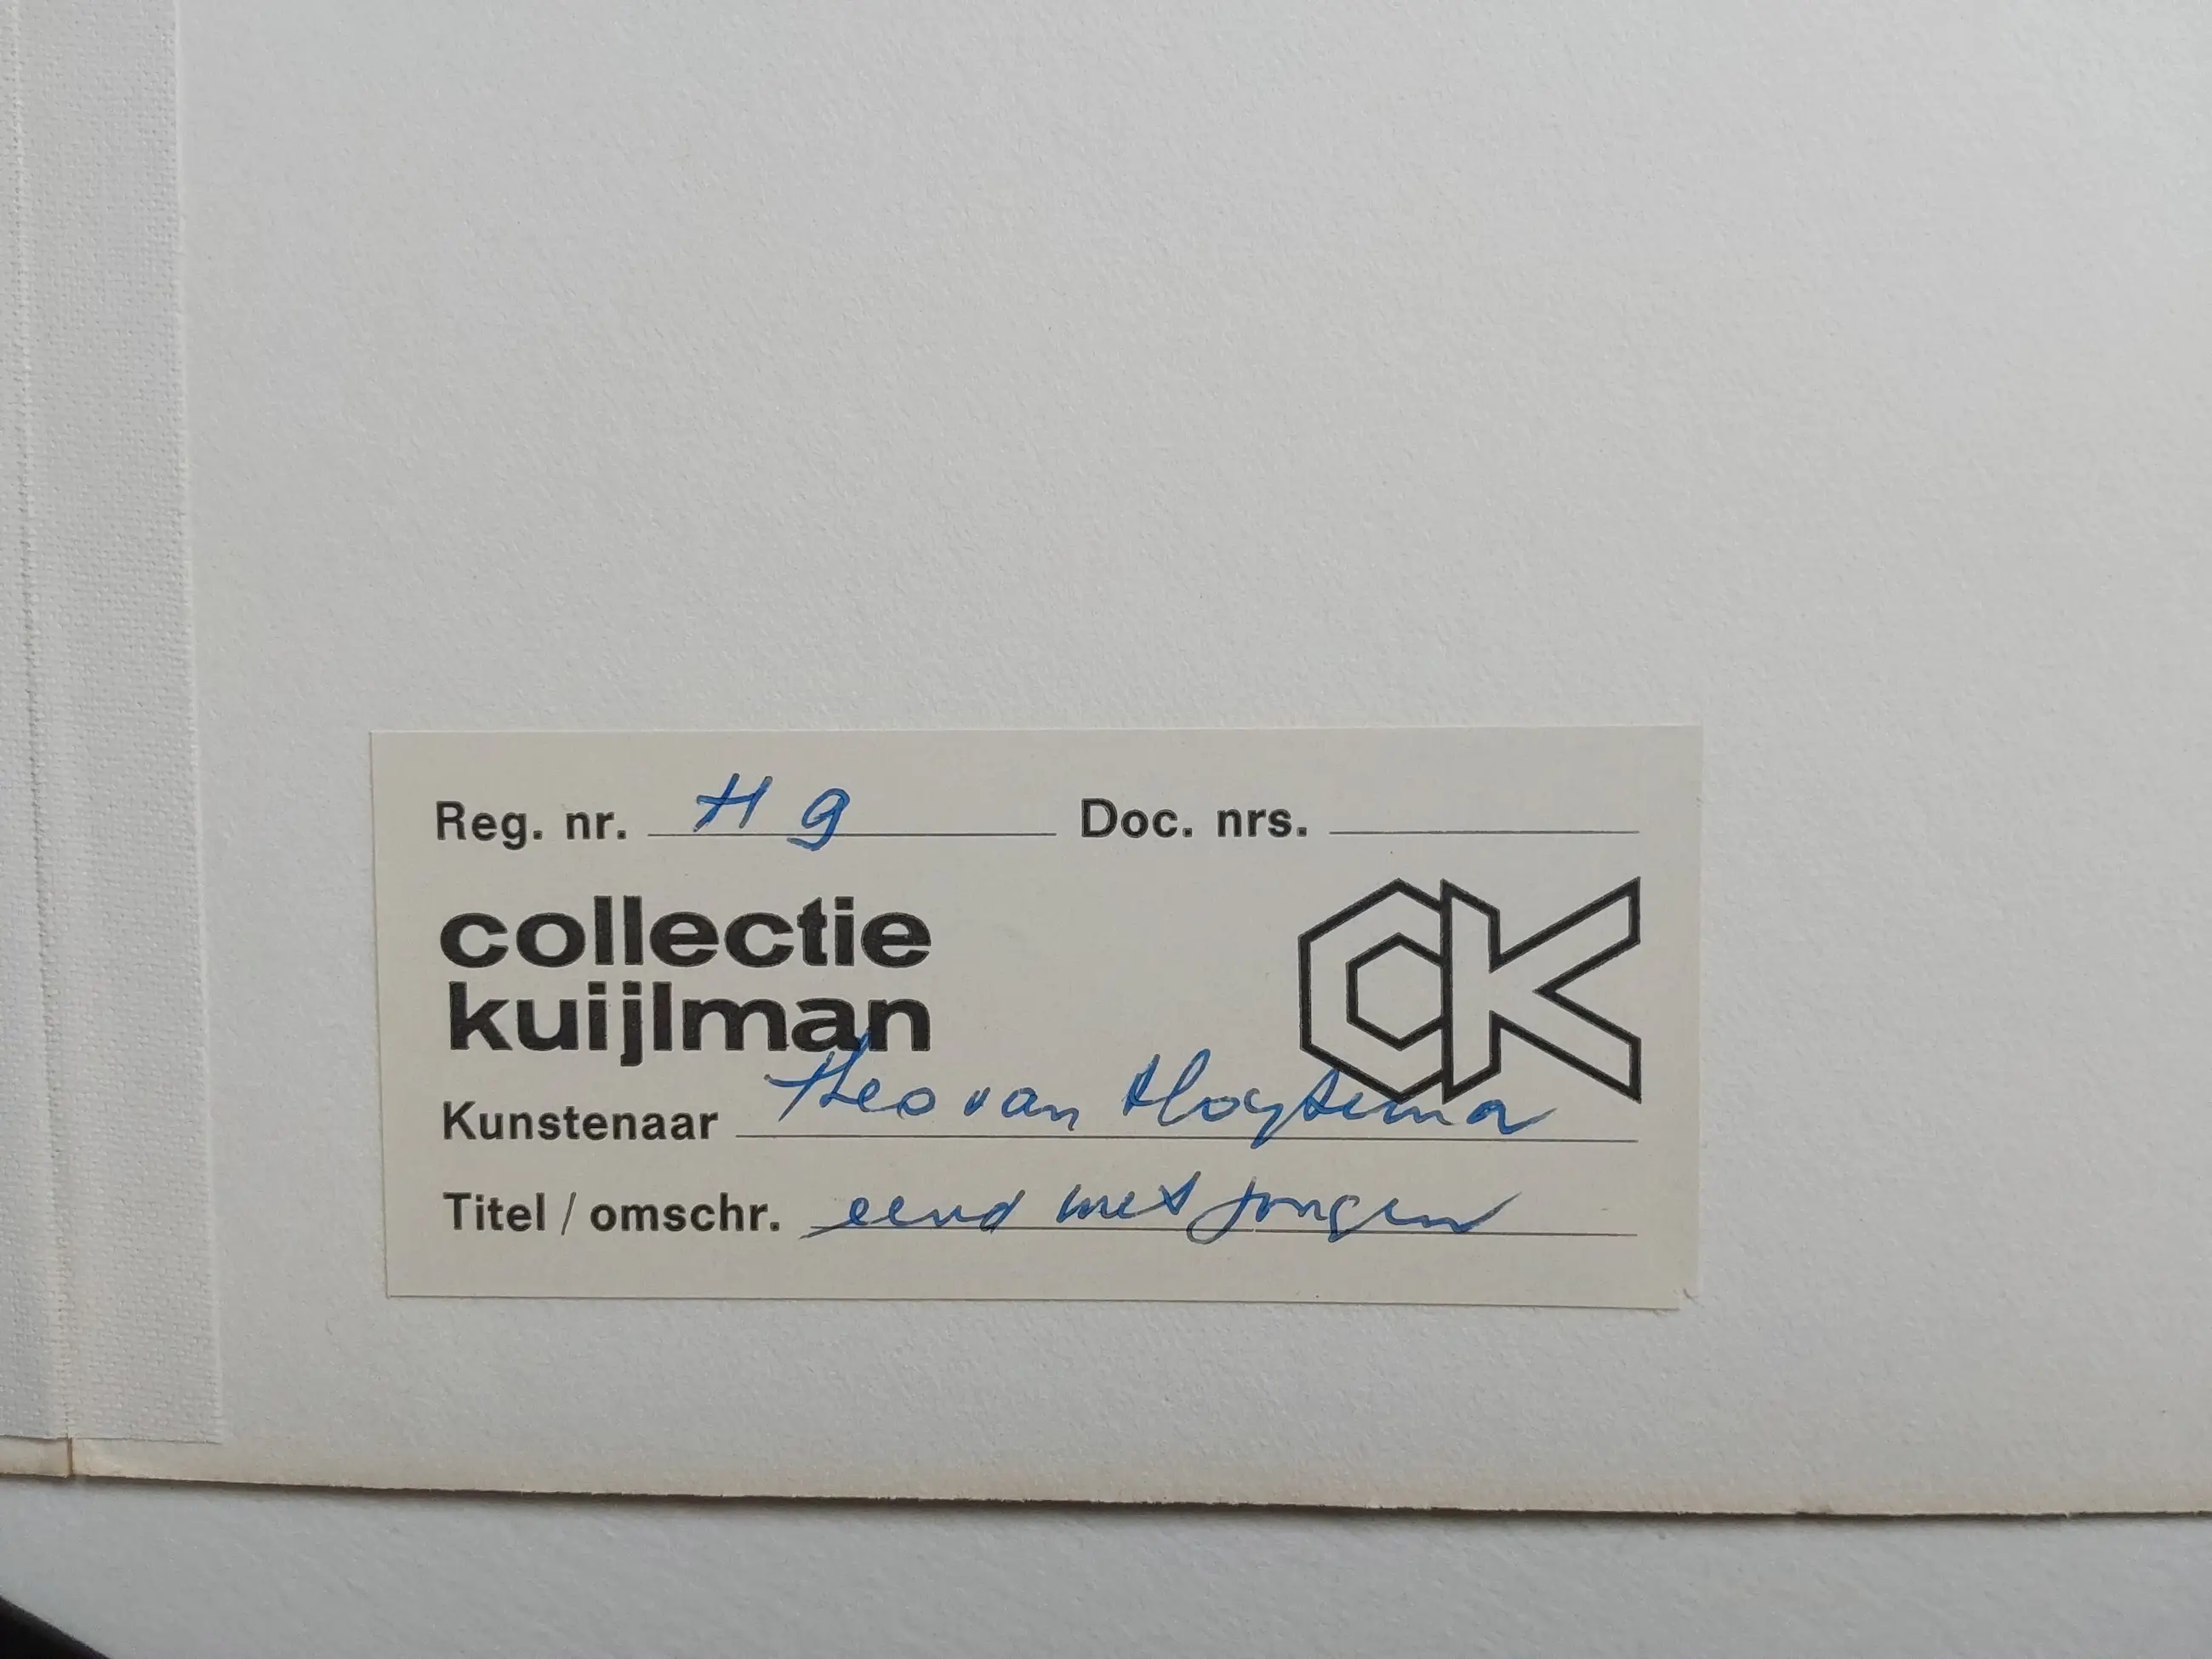 Reg. nr. H 9 Doc. nrs.
collectie
kuijlman
CK
Kunstenaar Theo van Hoytema
Titel / omschr. eend met jongen